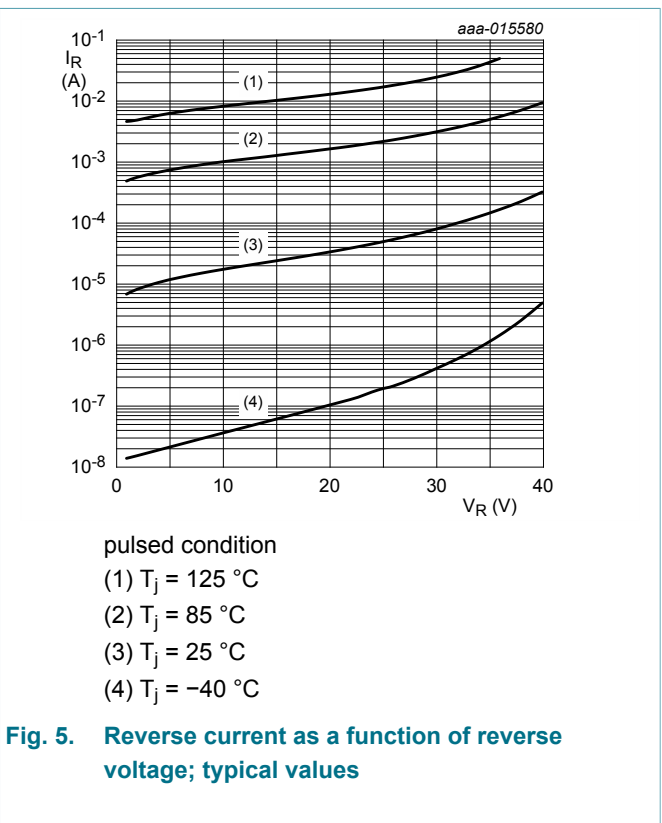 aaa-015580
10-1
IR
(A)
10-2
10-3
10-4
10-5
10-6
10-7
10-8
(1)
(2)
(3)
(4)
0 10 20 30 40
VR (V)
pulsed condition
(1) Tj = 125 °C
(2) Tj = 85 °C
(3) Tj = 25 °C
(4) Tj = −40 °C
Fig. 5. Reverse current as a function of reverse
voltage; typical values